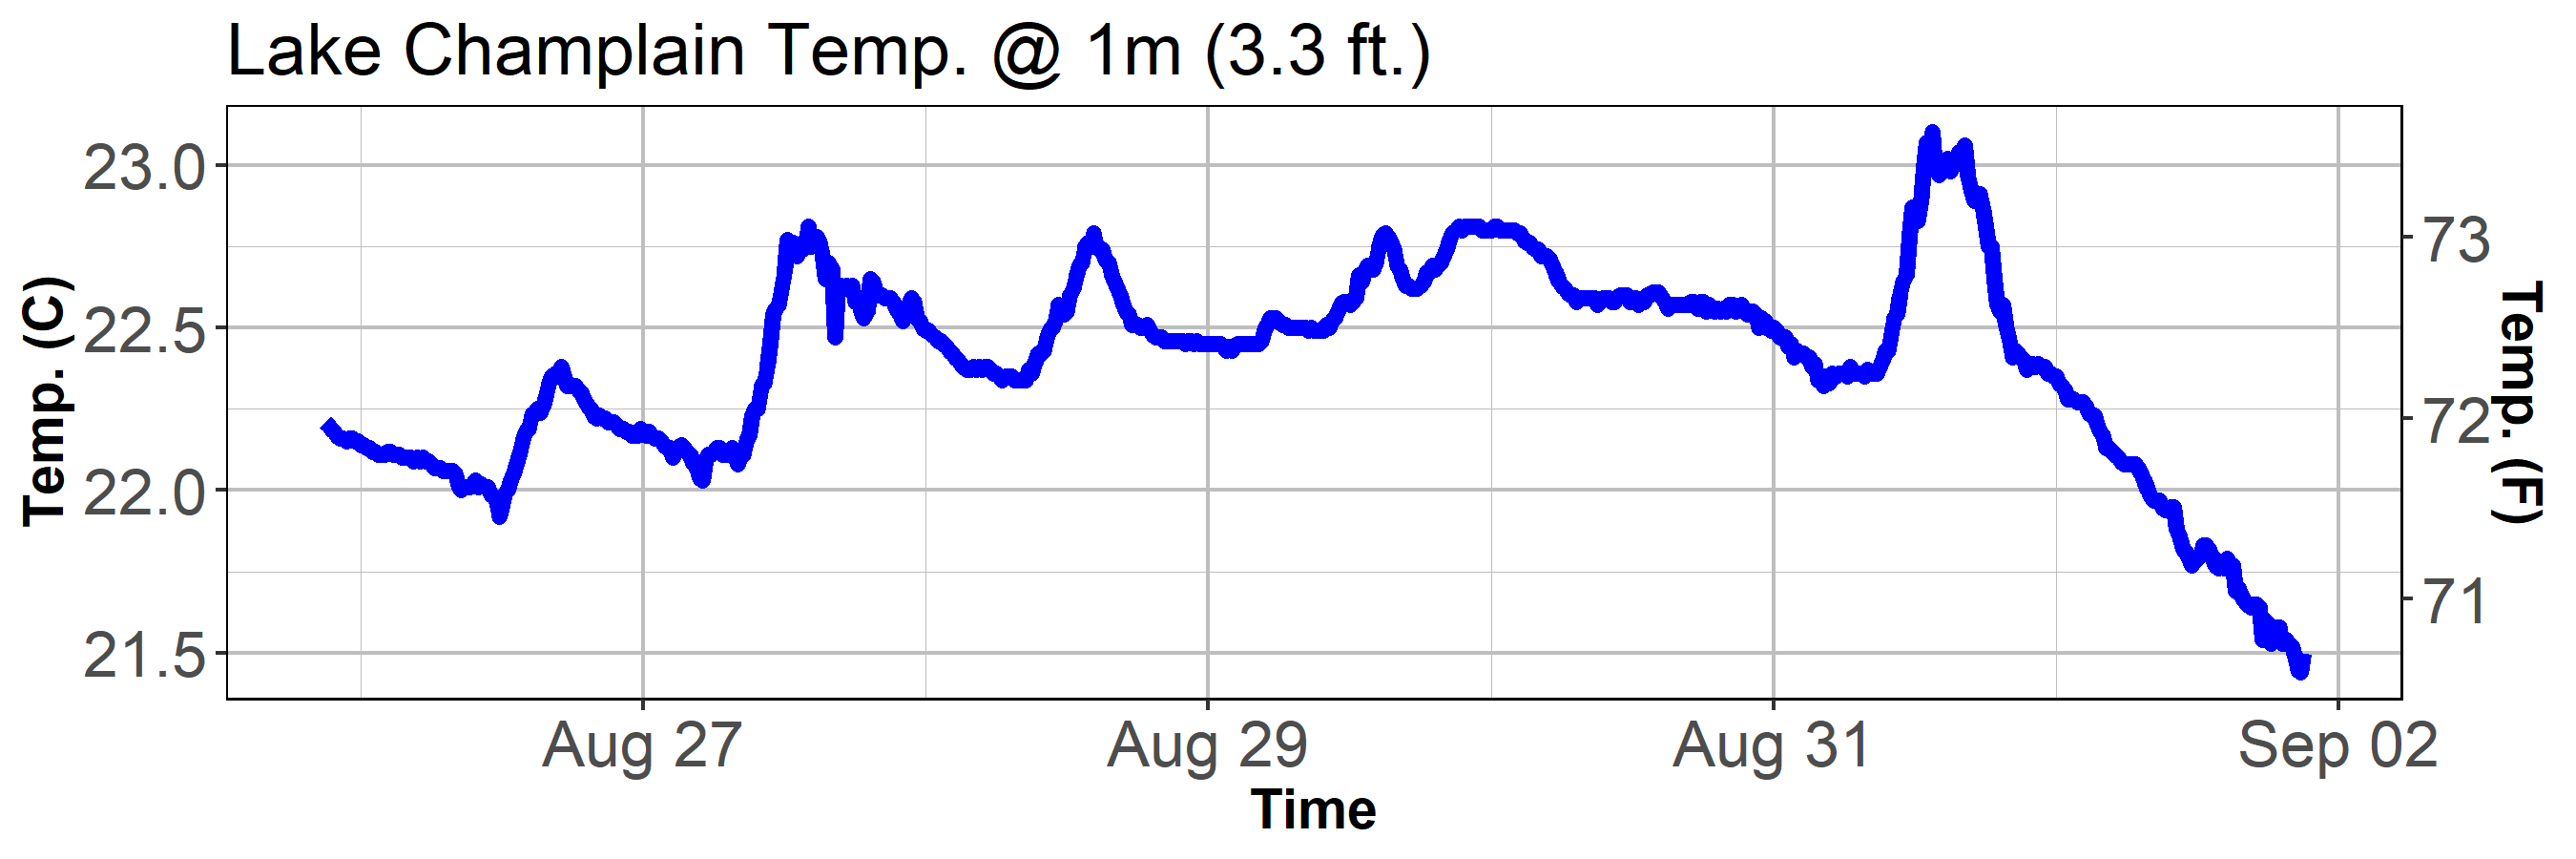 Lake Champlain Temp. @ 1m (3.3 ft.)
Temp. (C)
23.0
22.5
22.0
21.5
73
72
71
Temp. (F)
Aug 27 Aug 29 Aug 31 Sep 02
Time